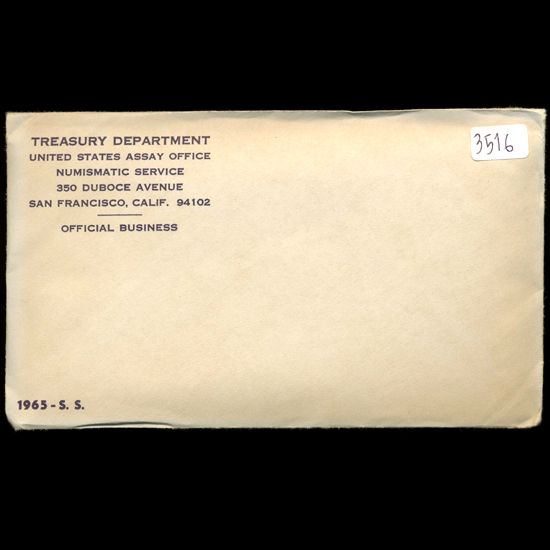 TREASURY DEPARTMENT
UNITED STATES ASSAY OFFICE
NUMISMATIC SERVICE
350 DUBOCE AVENUE
SAN FRANCISCO, CALIF. 94102
OFFICIAL BUSINESS
3516
1965 - S. S.